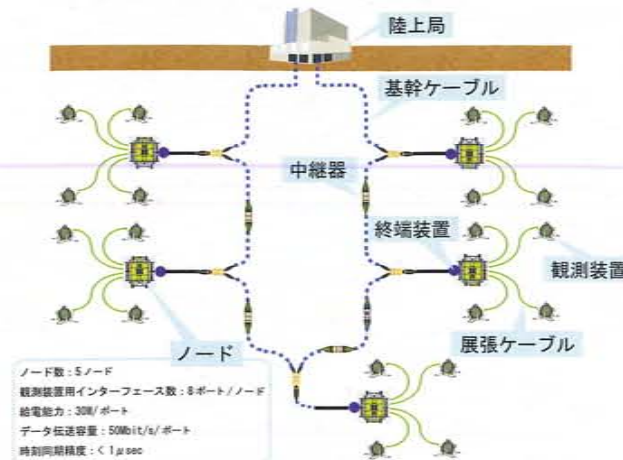 陸上局
基幹ケーブル
中継器
終端装置
観測装置
展張ケーブル
ノード
ノード数:5ノード
観測装置用インターフェース数:8ポート/ノード
給電能力:30W/ポート
データ伝送容量:50Mbit/s/ポート
時刻同期精度:<1μsec